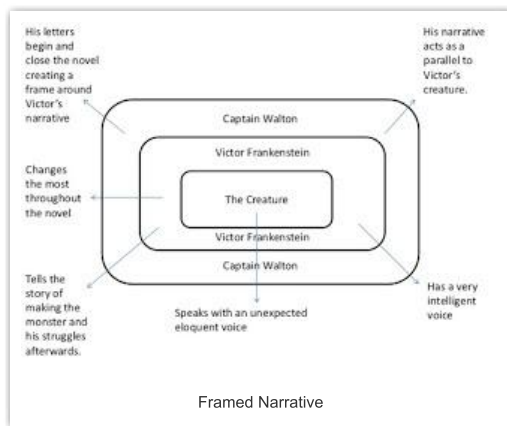 His letters
begin and
close the novel
creating a
frame around
Victor's
narrative
His narrative
acts as a
parallel to
Victor's
creature.
Captain Walton
Victor Frankenstein
Changes
the most
throughout
the novel
The Creature
Victor Frankenstein
Captain Walton
Tells the
story of
making the
monster and
his struggles
afterwards.
Speaks with an unexpected
eloquent voice
Has a very
intelligent
voice
Framed Narrative